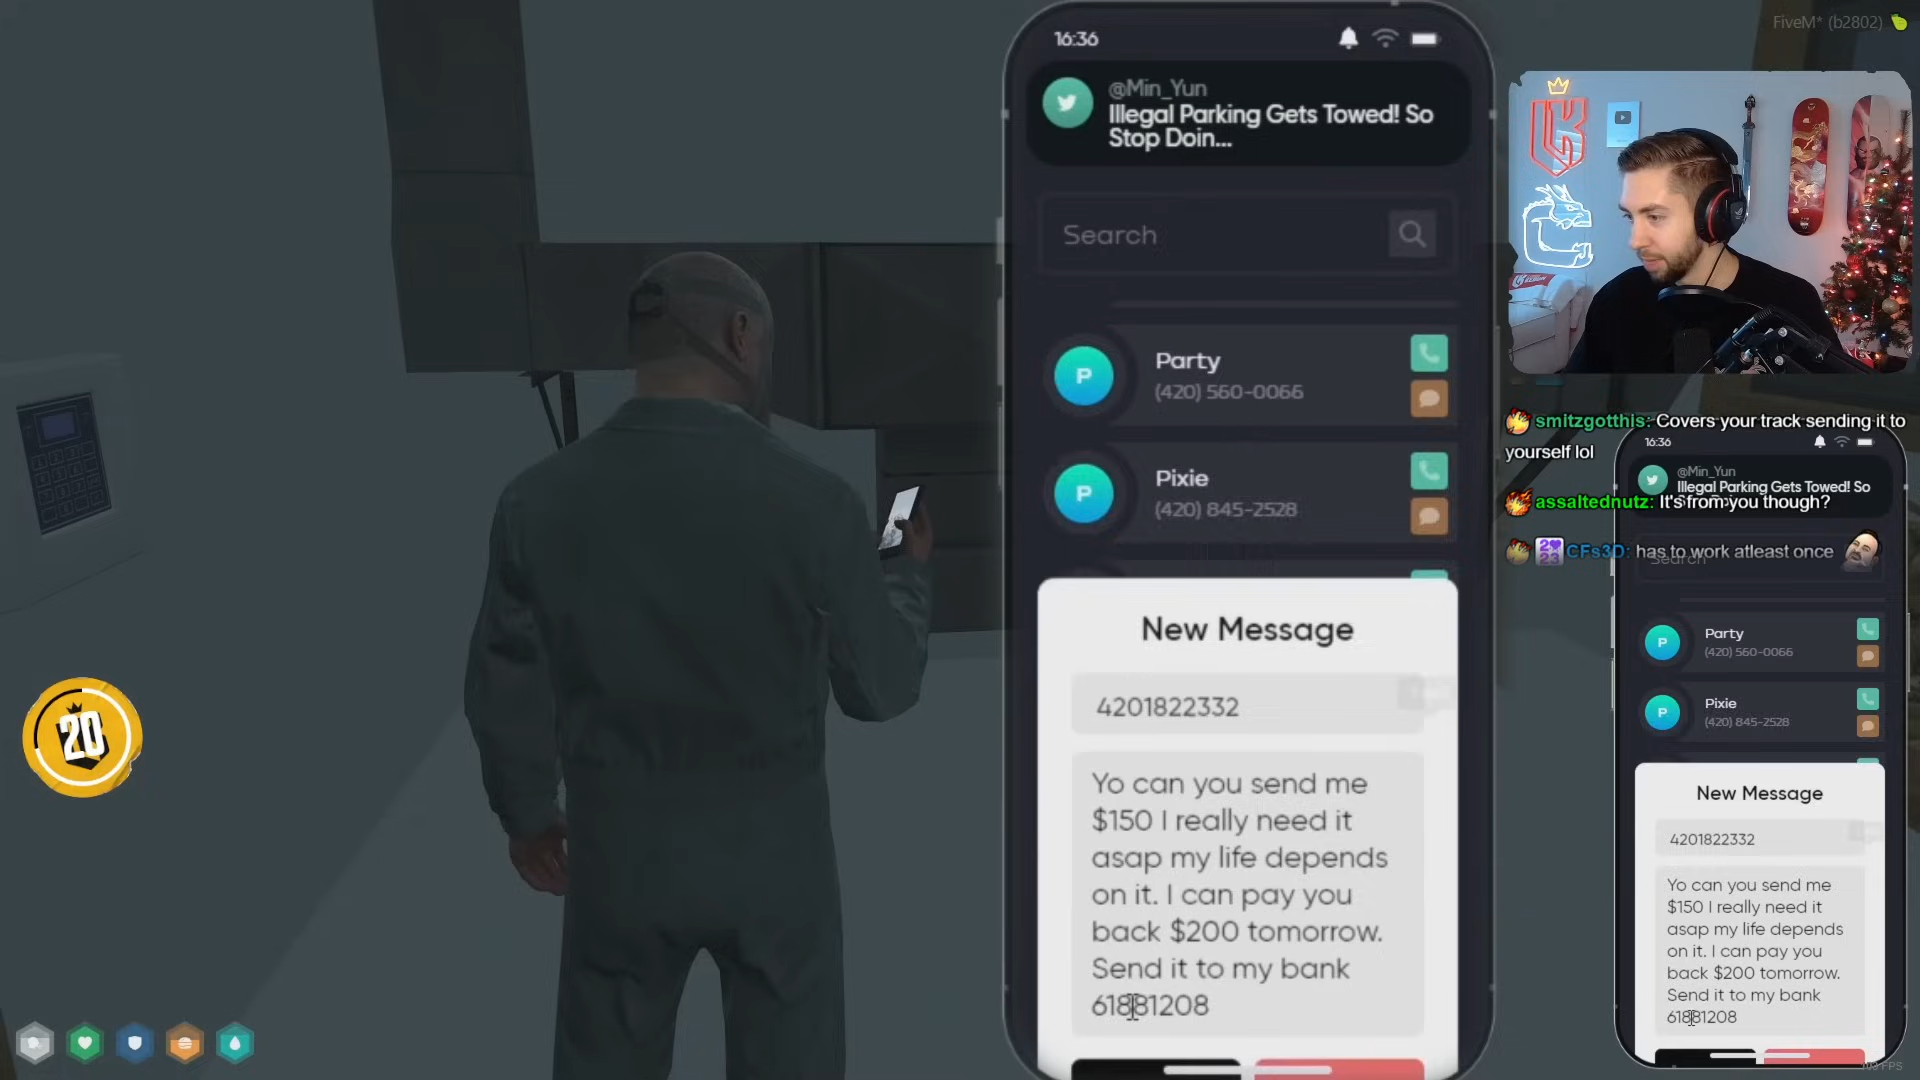 FiveM* (b2802)
16:36
@Min_Yun
Illegal Parking Gets Towed! So
Stop Doin...
Search
Party
(420) 560-0066
Pixie
(420) 845-2528
New Message
4201822332
Yo can you send me
$150 I really need it
asap my life depends
on it. I can pay you
back $200 tomorrow.
Send it to my bank
61881208
20
smitzgotthis: Covers your track sending it to
yourself lol
assaltednutz: It's from you though?
CFs3D: has to work atleast once
16:36
@Min_Yun
Illegal Parking Gets Towed! So
Search
Party
(420) 560-0066
Pixie
(420) 845-2528
New Message
4201822332
Yo can you send me
$150 I really need it
asap my life depends
on it. I can pay you
back $200 tomorrow.
Send it to my bank
61881208